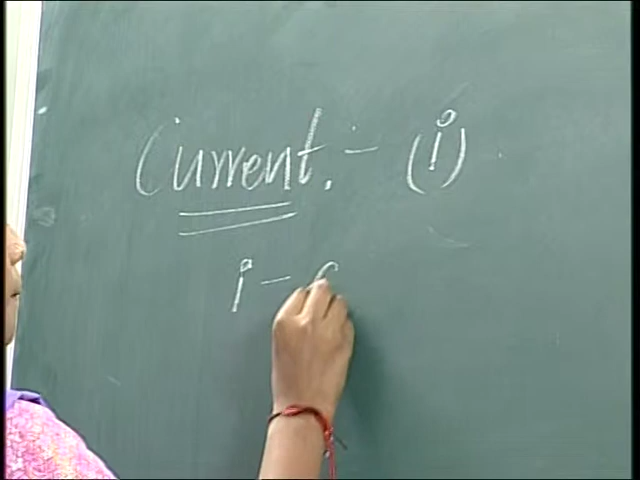 Current :- (i)
i -